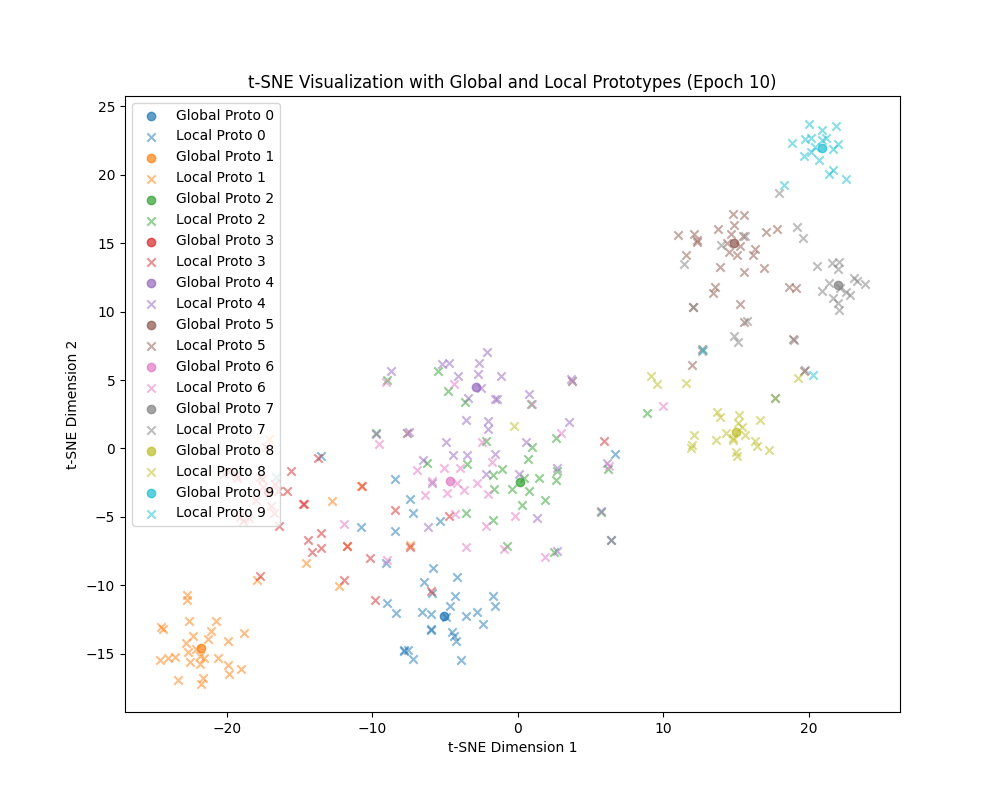 t-SNE Visualization with Global and Local Prototypes (Epoch 10)
Global Proto 0
Local Proto 0
Global Proto 1
Local Proto 1
Global Proto 2
Local Proto 2
Global Proto 3
Local Proto 3
Global Proto 4
Local Proto 4
Global Proto 5
Local Proto 5
Global Proto 6
Local Proto 6
Global Proto 7
Local Proto 7
Global Proto 8
Local Proto 8
Global Proto 9
Local Proto 9
25
20
15
10
5
0
−5
−10
−15
t-SNE Dimension 2
−20 −10 0 10 20
t-SNE Dimension 1